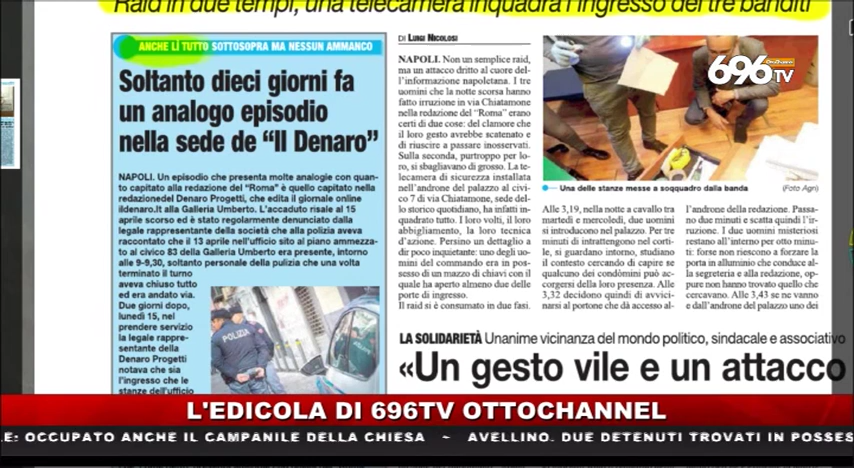 Raid in due tempi, una telecamera inquadra l'ingresso dei tre banditi
ANCHE LÌ TUTTO SOTTOSOPRA MA NESSUN AMMANCO
Soltanto dieci giorni fa
un analogo episodio
nella sede de “Il Denaro”
NAPOLI. Un episodio che presenta molte analogie con quan-
to capitato alla redazione del “Roma” è quello capitato nella
redazionedel Denaro Progetti, che edita il giornale online
ildenaro.it alla Galleria Umberto. L'accaduto risale al 15
aprile scorso ed è stato regolarmente denunciato dalla
legale rappresentante della società che alla polizia aveva
raccontato che il 13 aprile nell'ufficio sito al piano ammezza-
to al civico 83 della Galleria Umberto era presente, intorno
alle 9-9,30, soltanto personale della pulizia che una volta
terminato il turno
aveva chiuso tutto
ed era andato via.
Due giorni dopo,
lunedì 15, nel
prendere servizio
la legale rappre-
sentante della
Denaro Progetti
notava che sia
l'ingresso che le
stanze dell'ufficio
DI LUIGI NICOLOSI
NAPOLI. Non un semplice raid,
ma un attacco dritto al cuore del-
l'informazione napoletana. I tre
uomini che la notte scorsa hanno
fatto irruzione in via Chiatamone
nella redazione del “Roma” erano
certi di due cose: del clamore che
il loro gesto avrebbe scatenato e
di riuscire a passare inosservati.
Sulla seconda, purtroppo per lo-
ro, si sbagliavano di grosso. La te-
lecamera di sicurezza installata
nell'androne del palazzo al civi-
co 7 di via Chiatamone, sede del-
lo storico quotidiano, ha infatti in-
quadrato tutto. I loro volti, il loro
abbigliamento, la loro tecnica
d'azione. Persino un dettaglio a
dir poco inquietante: uno degli uo-
mini del commando era in posses-
so di un mazzo di chiavi con il
quale ha aperto almeno due delle
porte di ingresso.
Il raid si è consumato in due fasi.
696 TV
Una delle stanze messe a soqquadro dalla banda
(Foto Agn)
Alle 3,19, nella notte a cavallo tra
martedì e mercoledì, due uomini
si introducono nel palazzo. Per tre
minuti di intrattengono nel corti-
le, si guardano intorno, studiano
il contesto cercando di capire se
qualcuno dei condòmini può ac-
corgersi della loro presenza. Alle
3,32 decidono quindi di avvici-
narsi al portone che dà accesso al-
l'androne della redazione. Passa-
no due minuti e scatta quindi l'ir-
ruzione. I due uomini misteriosi
restano all'interno per otto minu-
ti: forse non riescono a forzare la
porta in alluminio che conduce al-
la segreteria e alla redazione, op-
pure non hanno trovato quello che
cercavano. Alle 3,43 se ne vanno
e dall'androne del palazzo uno dei
POLIZIA
LA SOLIDARIETÀ Unanime vicinanza del mondo politico, sindacale e associativo
«Un gesto vile e un attacco
L'EDICOLA DI 696TV OTTOCHANNEL
LE: OCCUPATO ANCHE IL CAMPANILE DELLA CHIESA ~ AVELLINO. DUE DETENUTI TROVATI IN POSSES